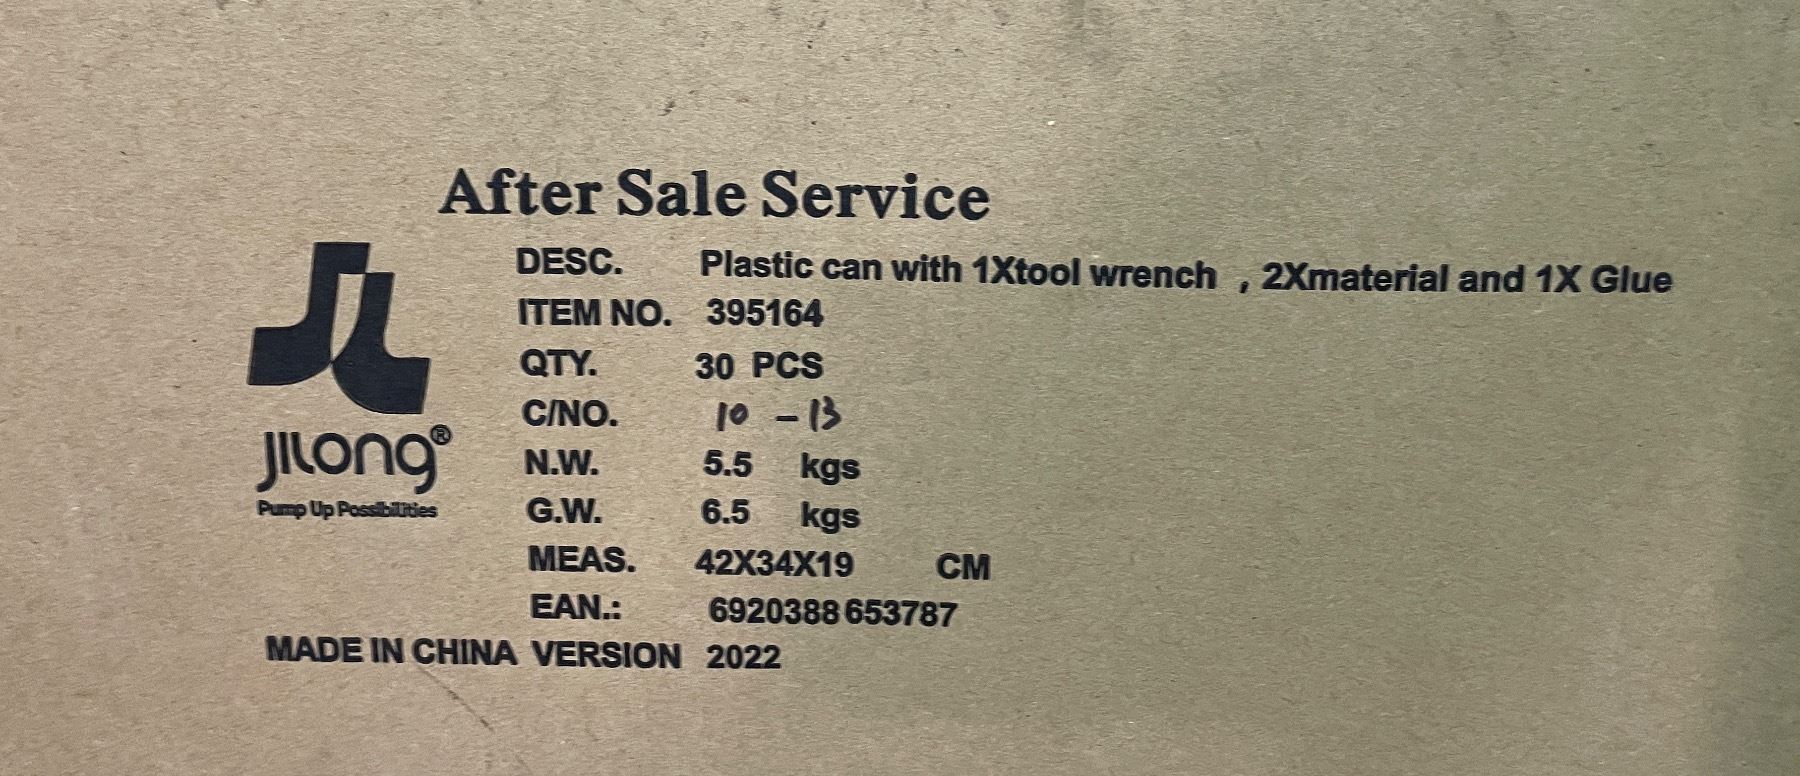 After Sale Service
DESC. Plastic can with 1Xtool wrench , 2Xmaterial and 1X Glue
ITEM NO. 395164
QTY. 30 PCS
C/NO. 10 - 13
N.W. 5.5 kgs
G.W. 6.5 kgs
MEAS. 42X34X19 CM
EAN.: 6920388653787
MADE IN CHINA VERSION 2022
JL
JILONG®
Pump Up Possibilities